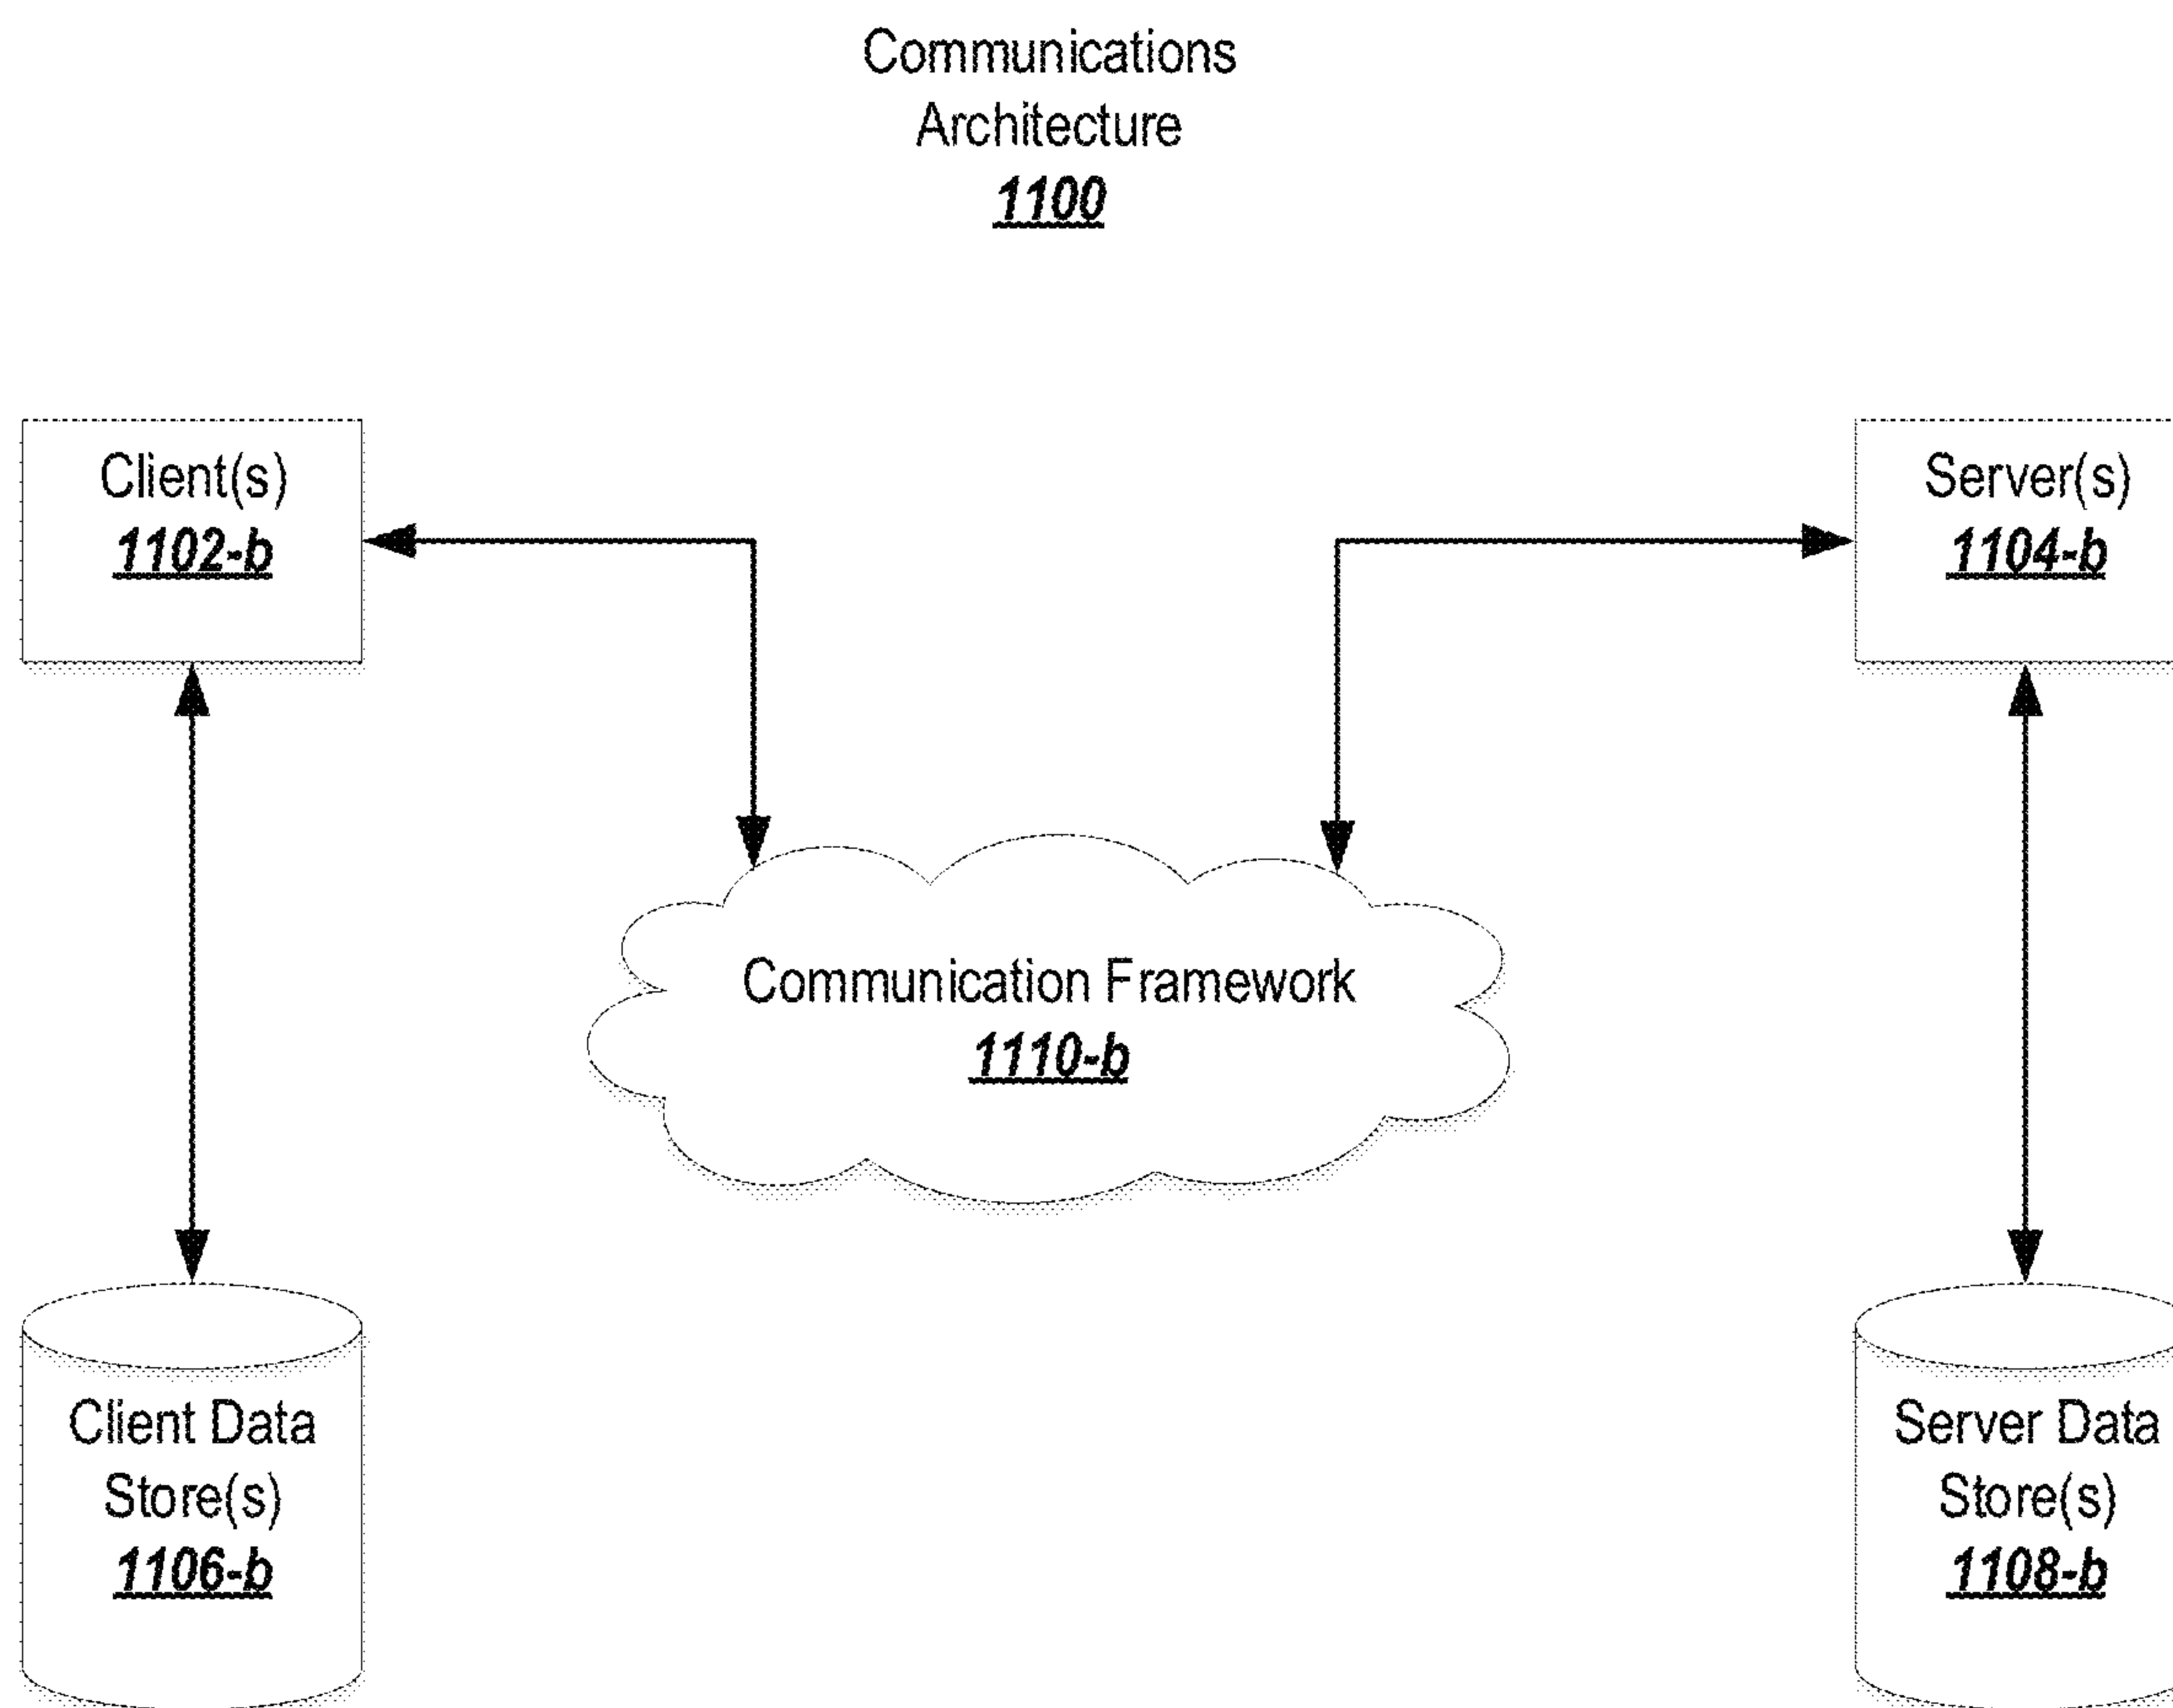 Communications
Architecture
1100
Client(s)
1102-b
Server(s)
1104-b
Communication Framework
1110-b
Client Data
Store(s)
1106-b
Server Data
Store(s)
1108-b